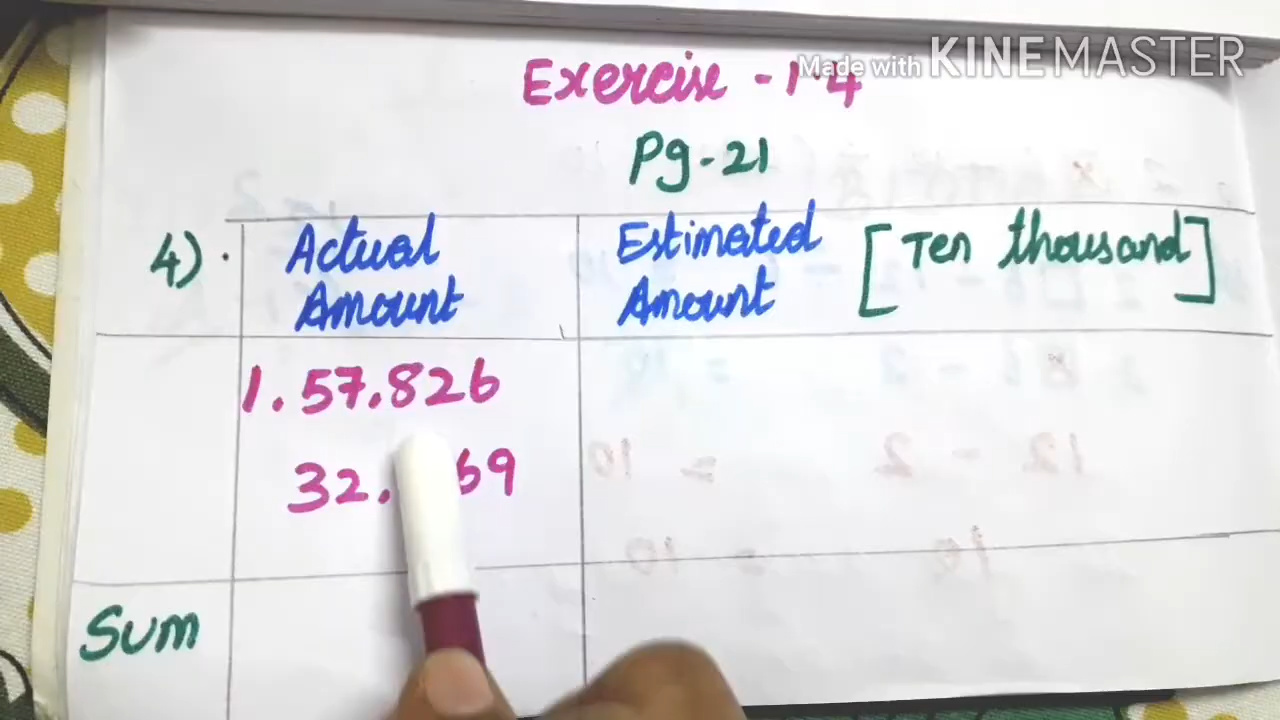 Made with KINEMASTER
Exercise - 1.4
Pg-21
4). Actual Amount Estimated Amount [Ten thousand]
1.57.826
Sum